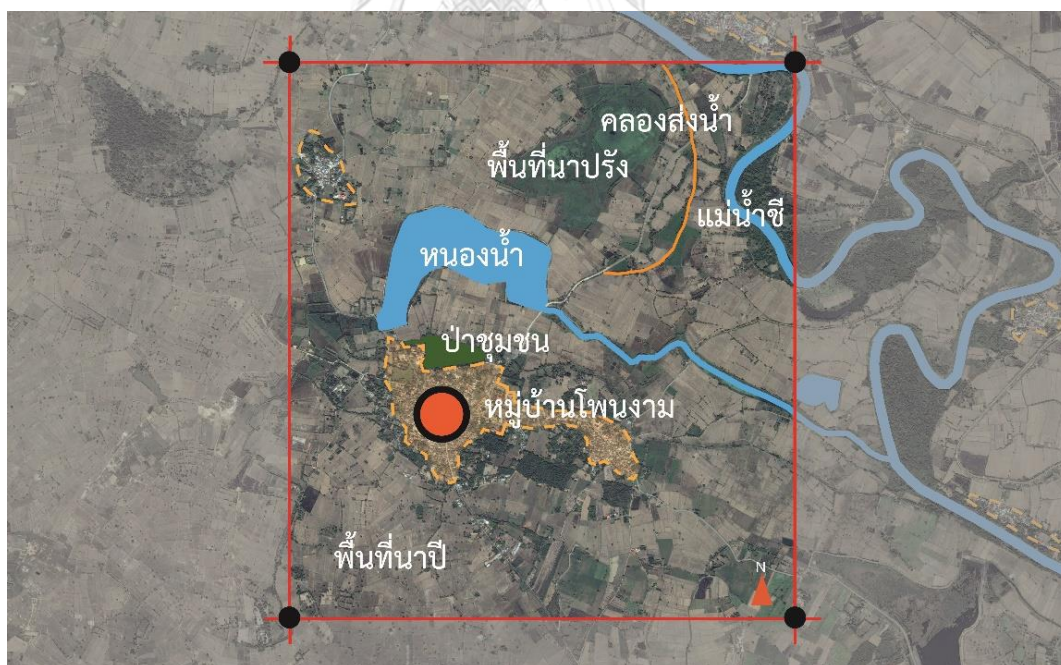 คลองส่งน้ำ
พื้นที่นาปรัง
แม่น้ำชี
หนองน้ำ
ป่าชุมชน
หมู่บ้านโพนงาม
พื้นที่นาปี
N